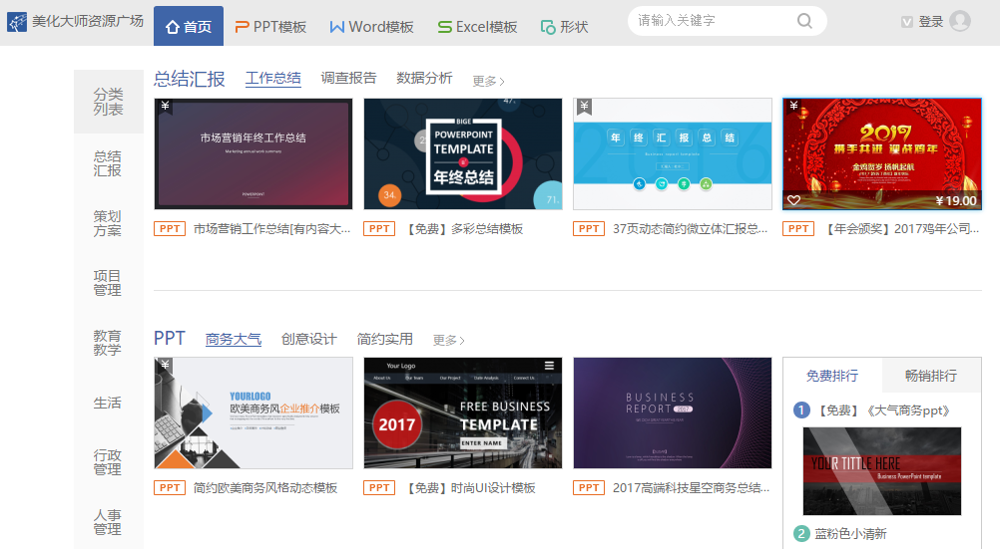 美化大师资源广场
首页
PPT模板
Word模板
Excel模板
形状
请输入关键字
登录
分类
列表
总结
汇报
策划
方案
项目
管理
教育
教学
生活
行政
管理
人事
管理
总结汇报 工作总结 调查报告 数据分析 更多
¥
市场营销年终工作总结
Marketing annual work summary
POWERPOINT
47.
BIGE
POWERPOINT
TEMPLATE
年终总结
34.
71.
¥
年终汇报总结
¥
2017
携手共进 迎战鸡年
金鸡贺岁 扬帆起航
¥19.00
PPT 市场营销工作总结[有内容大...
PPT 【免费】多彩总结模板
PPT 37页动态简约微立体汇报总...
PPT 【年会颁奖】2017鸡年公司...
PPT 商务大气 创意设计 简约实用 更多
¥
YOURLOGO
欧美商务风企业推介模板
Your Logo
About Us Our Team Our Project Data Analysis Contact Us
2017
FREE BUSINESS
TEMPLATE
ENTER NAME
BUSINESS
REPORT 2017
PPT 简约欧美商务风格动态模板
PPT 【免费】时尚UI设计模板
PPT 2017高端科技星空商务总结...
免费排行 畅销排行
1 【免费】《大气商务ppt》
YOUR TITTLE HERE
Business PowerPoint template
2 蓝粉色小清新